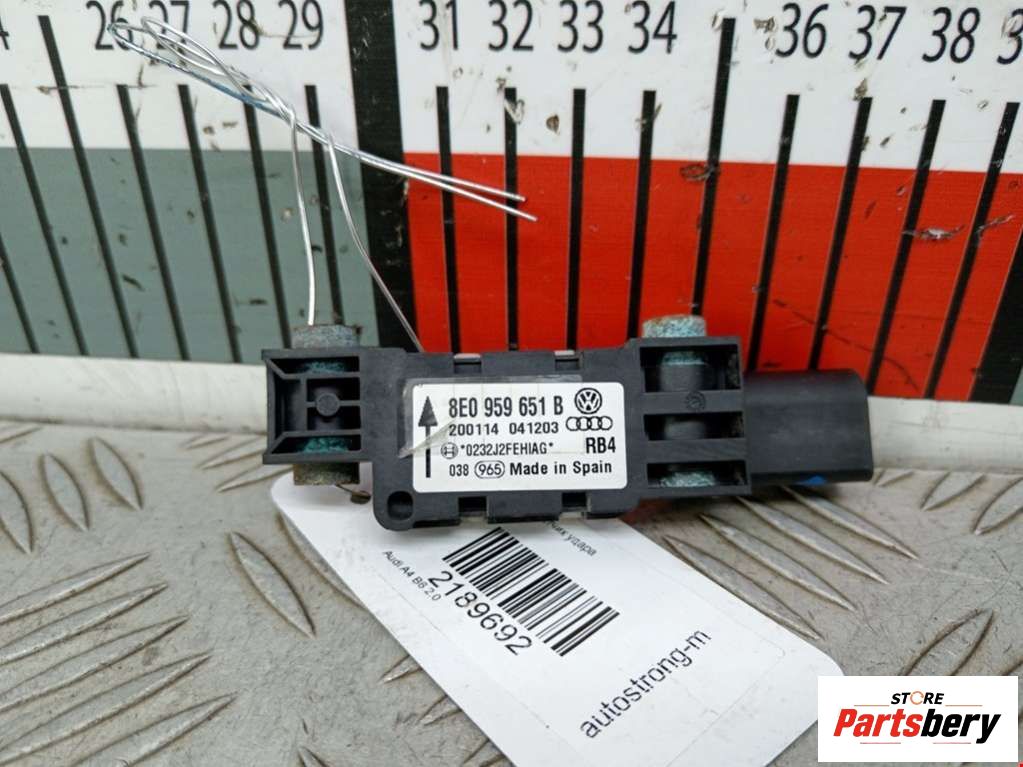 26 27 28 29 31 32 33 34 36 37 38
8E0 959 651 B
200114 041203
*0232J2FEHIAG* RB4
038 965 Made in Spain
удара
Audi A4 B6 2.0
2189692
autostrong-m
STORE
Partsbery